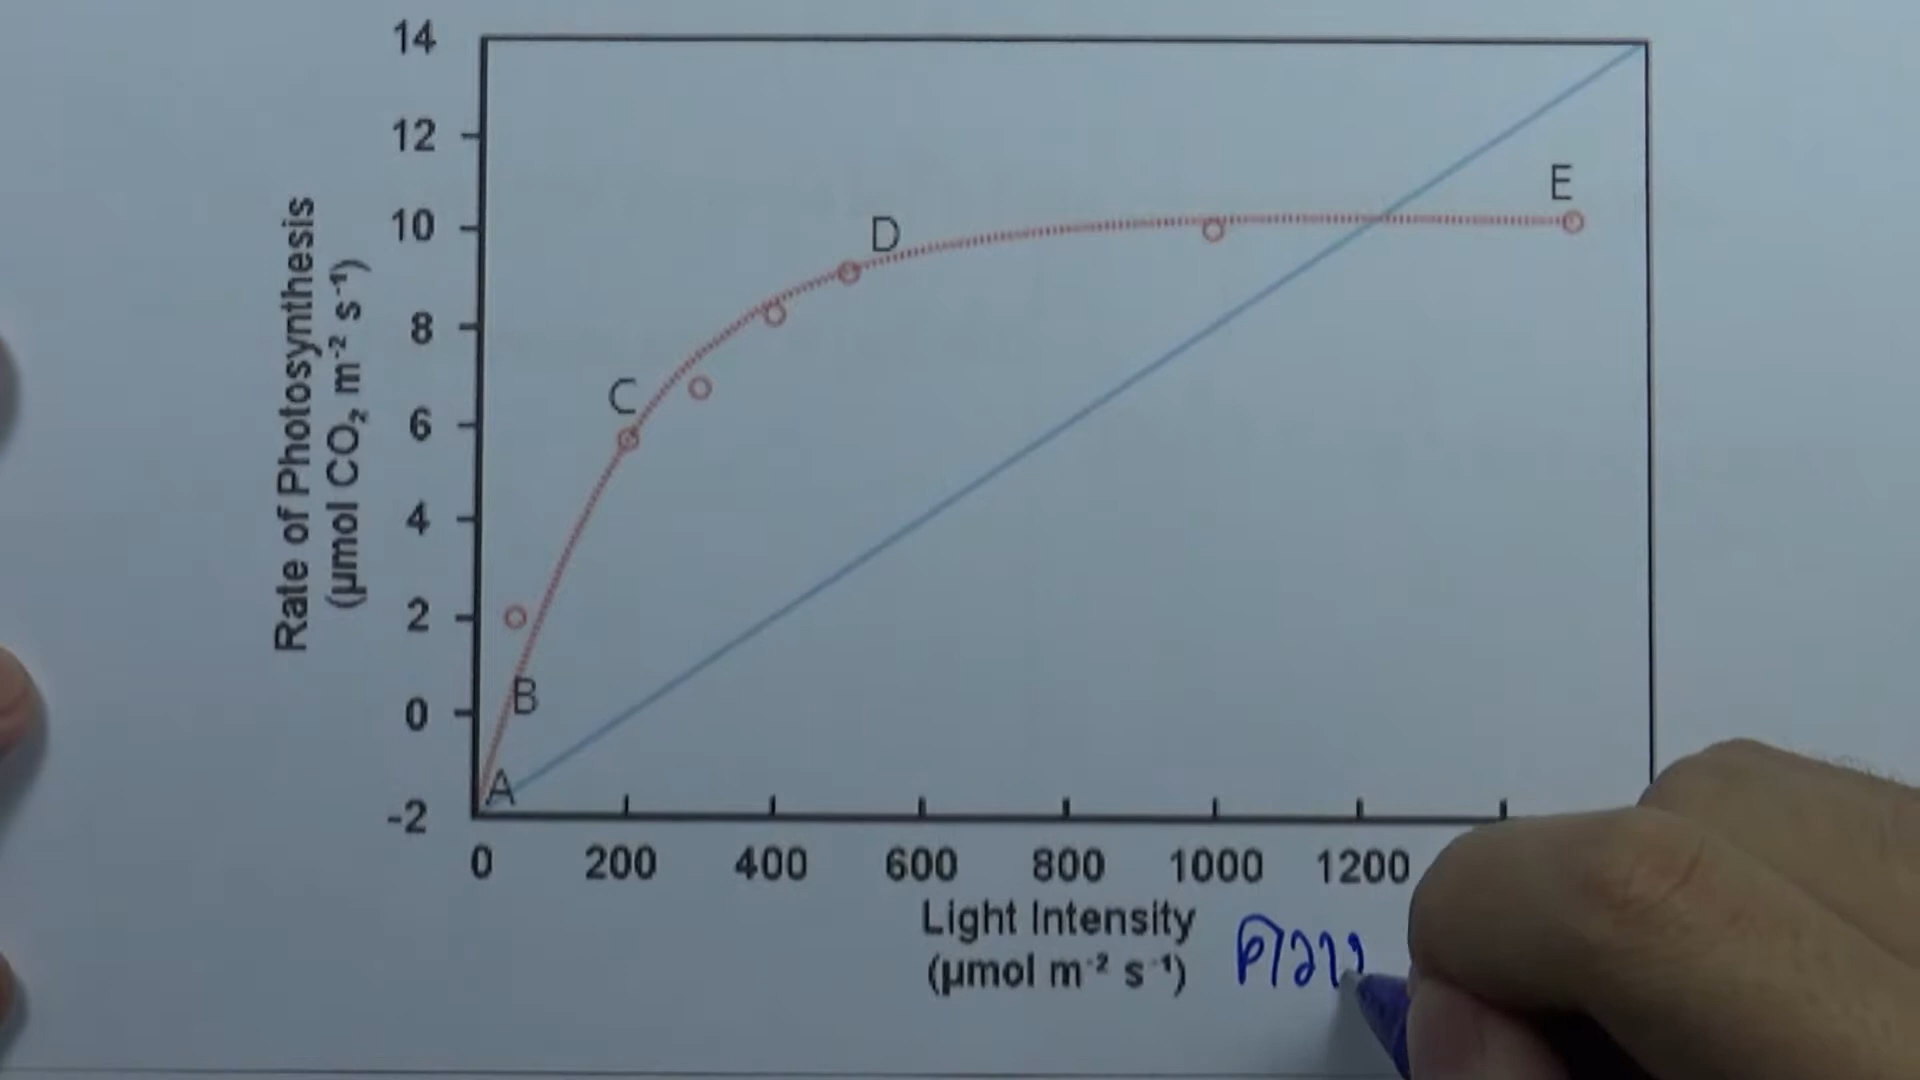 14
12
10
8
6
4
2
0
-2
Rate of Photosynthesis
(µmol CO₂ m⁻² s⁻¹)
A
B
C
D
E
0 200 400 600 800 1000 1200
Light Intensity
(µmol m⁻² s⁻¹)